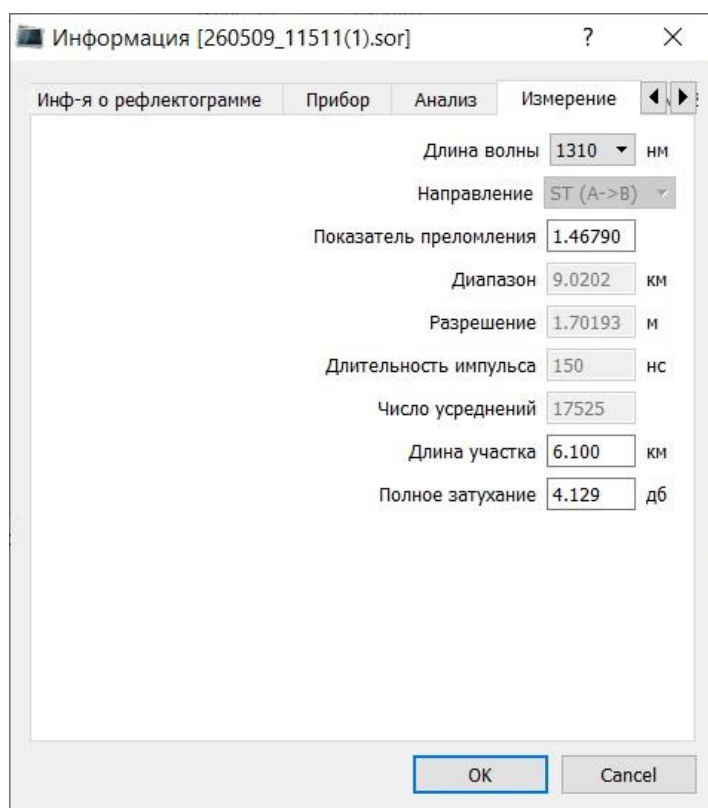 Информация [260509_11511(1).sor] ? ×
Инф-я о рефлектограмме Прибор Анализ Измерение
Длина волны 1310 нм
Направление ST (A->B)
Показатель преломления 1.46790
Диапазон 9.0202 км
Разрешение 1.70193 м
Длительность импульса 150 нс
Число усреднений 17525
Длина участка 6.100 км
Полное затухание 4.129 дб
OK Cancel